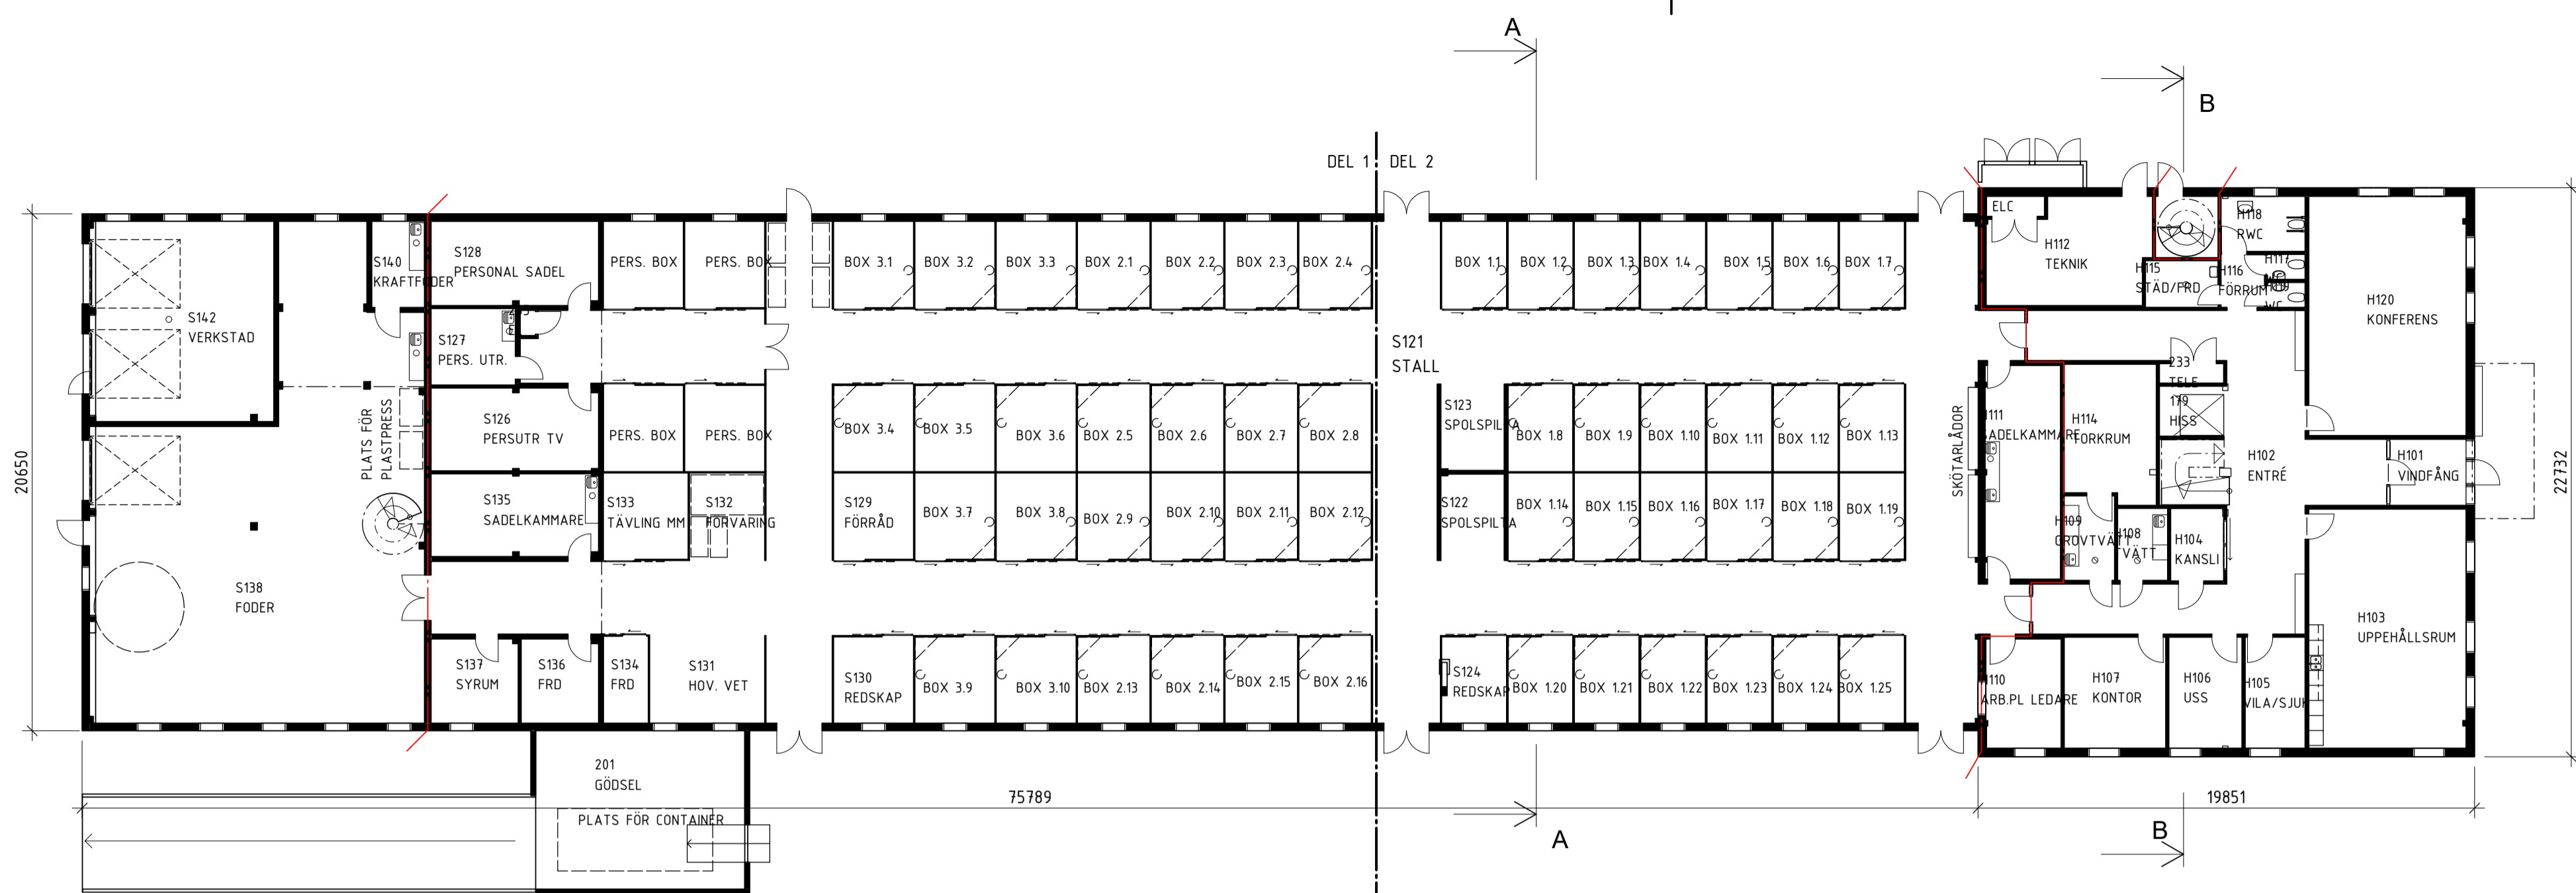 A
B
DEL 1 DEL 2
20650
22732
S142
VERKSTAD
S140
KRAFTFODER
S128
PERSONAL SADEL
S127
PERS. UTR.
S126
PERSUTR TV
S135
SADELKAMMARE
PLATS FÖR
PLASTPRESS
S138
FODER
S137
SYRUM
S136
FRD
S134
FRD
S133
TÄVLING MM
S132
FÖRVARING
S131
HOV. VET
PERS. BOX
PERS. BOX
PERS. BOX
PERS. BOX
BOX 3.1
BOX 3.2
BOX 3.3
BOX 2.1
BOX 2.2
BOX 2.3
BOX 2.4
BOX 3.4
BOX 3.5
BOX 3.6
BOX 2.5
BOX 2.6
BOX 2.7
BOX 2.8
S129
FÖRRÅD
BOX 3.7
BOX 3.8
BOX 2.9
BOX 2.10
BOX 2.11
BOX 2.12
S130
REDSKAP
BOX 3.9
BOX 3.10
BOX 2.13
BOX 2.14
BOX 2.15
BOX 2.16
S121
STALL
BOX 1.1
BOX 1.2
BOX 1.3
BOX 1.4
BOX 1.5
BOX 1.6
BOX 1.7
S123
SPOLSPILTA
BOX 1.8
BOX 1.9
BOX 1.10
BOX 1.11
BOX 1.12
BOX 1.13
S122
SPOLSPILTA
BOX 1.14
BOX 1.15
BOX 1.16
BOX 1.17
BOX 1.18
BOX 1.19
S124
REDSKAP
BOX 1.20
BOX 1.21
BOX 1.22
BOX 1.23
BOX 1.24
BOX 1.25
SKÖTARLÅDOR
ELC
H112
TEKNIK
H115
STÄD/FRD
H116
FÖRRUM
H118
RWC
H117
WC
H120
KONFERENS
233
TELE
179
HISS
H111
SADELKAMMARE
H114
TORKRUM
H102
ENTRÉ
H101
VINDFÅNG
H109
GROVTVÄTT
H108
TVÄTT
H104
KANSLI
H103
UPPEHÅLLSRUM
H110
ARB.PL LEDARE
H107
KONTOR
H106
USS
H105
VILA/SJUK
201
GÖDSEL
PLATS FÖR CONTAINER
75789
19851
A
B